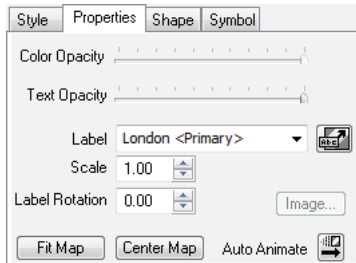 Style Properties Shape Symbol
Color Opacity
Text Opacity
Label London <Primary>
Abc
Scale 1.00
Label Rotation 0.00 Image...
Fit Map Center Map Auto Animate